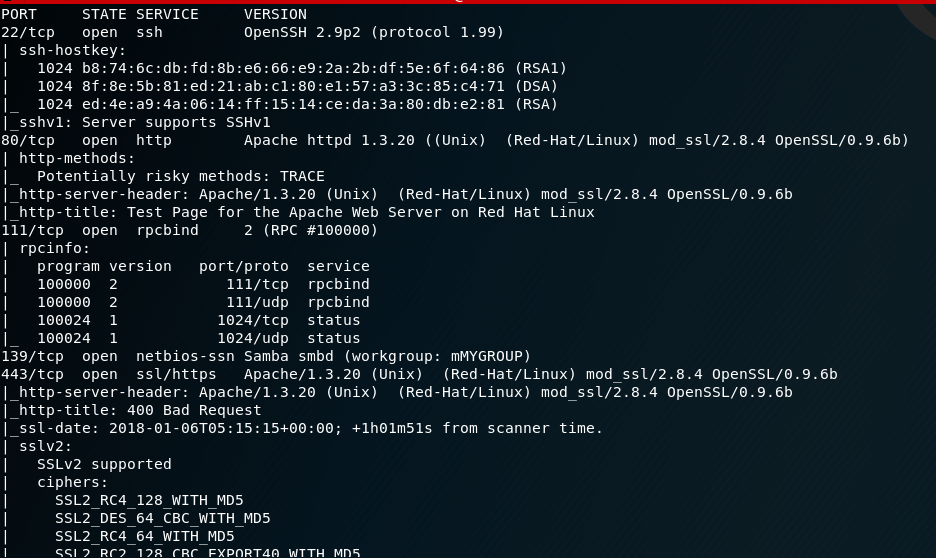 PORT     STATE SERVICE     VERSION
22/tcp   open  ssh         OpenSSH 2.9p2 (protocol 1.99)
| ssh-hostkey:
|   1024 b8:74:6c:db:fd:8b:e6:66:e9:2a:2b:df:5e:6f:64:86 (RSA1)
|   1024 8f:8e:5b:81:ed:21:ab:c1:80:e1:57:a3:3c:85:c4:71 (DSA)
|_  1024 ed:4e:a9:4a:06:14:ff:15:14:ce:da:3a:80:db:e2:81 (RSA)
|_sshv1: Server supports SSHv1
80/tcp   open  http        Apache httpd 1.3.20 ((Unix)  (Red-Hat/Linux) mod_ssl/2.8.4 OpenSSL/0.9.6b)
| http-methods:
|_  Potentially risky methods: TRACE
|_http-server-header: Apache/1.3.20 (Unix)  (Red-Hat/Linux) mod_ssl/2.8.4 OpenSSL/0.9.6b
|_http-title: Test Page for the Apache Web Server on Red Hat Linux
111/tcp  open  rpcbind     2 (RPC #100000)
| rpcinfo:
|   program version   port/proto  service
|   100000  2            111/tcp  rpcbind
|   100000  2            111/udp  rpcbind
|   100024  1           1024/tcp  status
|_  100024  1           1024/udp  status
139/tcp  open  netbios-ssn Samba smbd (workgroup: mMYGROUP)
443/tcp  open  ssl/https   Apache/1.3.20 (Unix)  (Red-Hat/Linux) mod_ssl/2.8.4 OpenSSL/0.9.6b
|_http-server-header: Apache/1.3.20 (Unix)  (Red-Hat/Linux) mod_ssl/2.8.4 OpenSSL/0.9.6b
|_http-title: 400 Bad Request
|_ssl-date: 2018-01-06T05:15:15+00:00; +1h01m51s from scanner time.
| sslv2:
|   SSLv2 supported
|   ciphers:
|     SSL2_RC4_128_WITH_MD5
|     SSL2_DES_64_CBC_WITH_MD5
|     SSL2_RC4_64_WITH_MD5
|     SSL2_RC2_128_CBC_EXPORT40_WITH_MD5